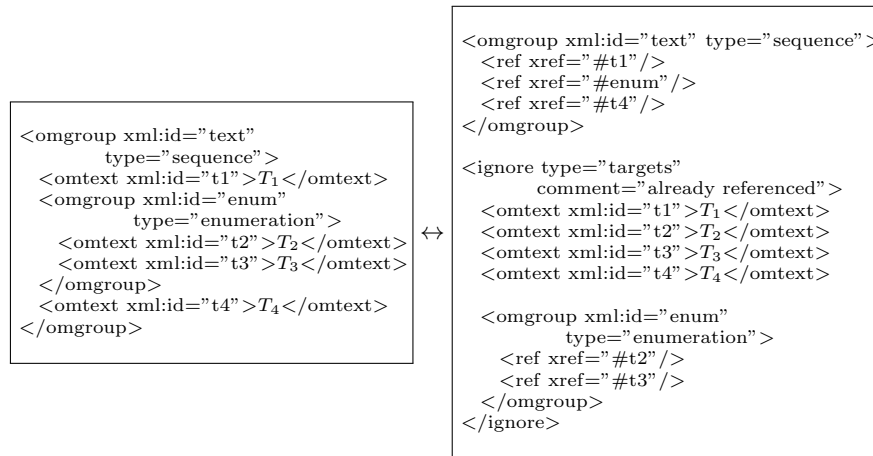 <omgroup xml:id="text"
type="sequence">
<omtext xml:id="t1">T₁</omtext>
<omgroup xml:id="enum"
type="enumeration">
<omtext xml:id="t2">T₂</omtext>
<omtext xml:id="t3">T₃</omtext>
</omgroup>
<omtext xml:id="t4">T₄</omtext>
</omgroup>
↔
<omgroup xml:id="text" type="sequence">
<ref xref="#t1"/>
<ref xref="#enum"/>
<ref xref="#t4"/>
</omgroup>
<ignore type="targets"
comment="already referenced">
<omtext xml:id="t1">T₁</omtext>
<omtext xml:id="t2">T₂</omtext>
<omtext xml:id="t3">T₃</omtext>
<omtext xml:id="t4">T₄</omtext>
<omgroup xml:id="enum"
type="enumeration">
<ref xref="#t2"/>
<ref xref="#t3"/>
</omgroup>
</ignore>